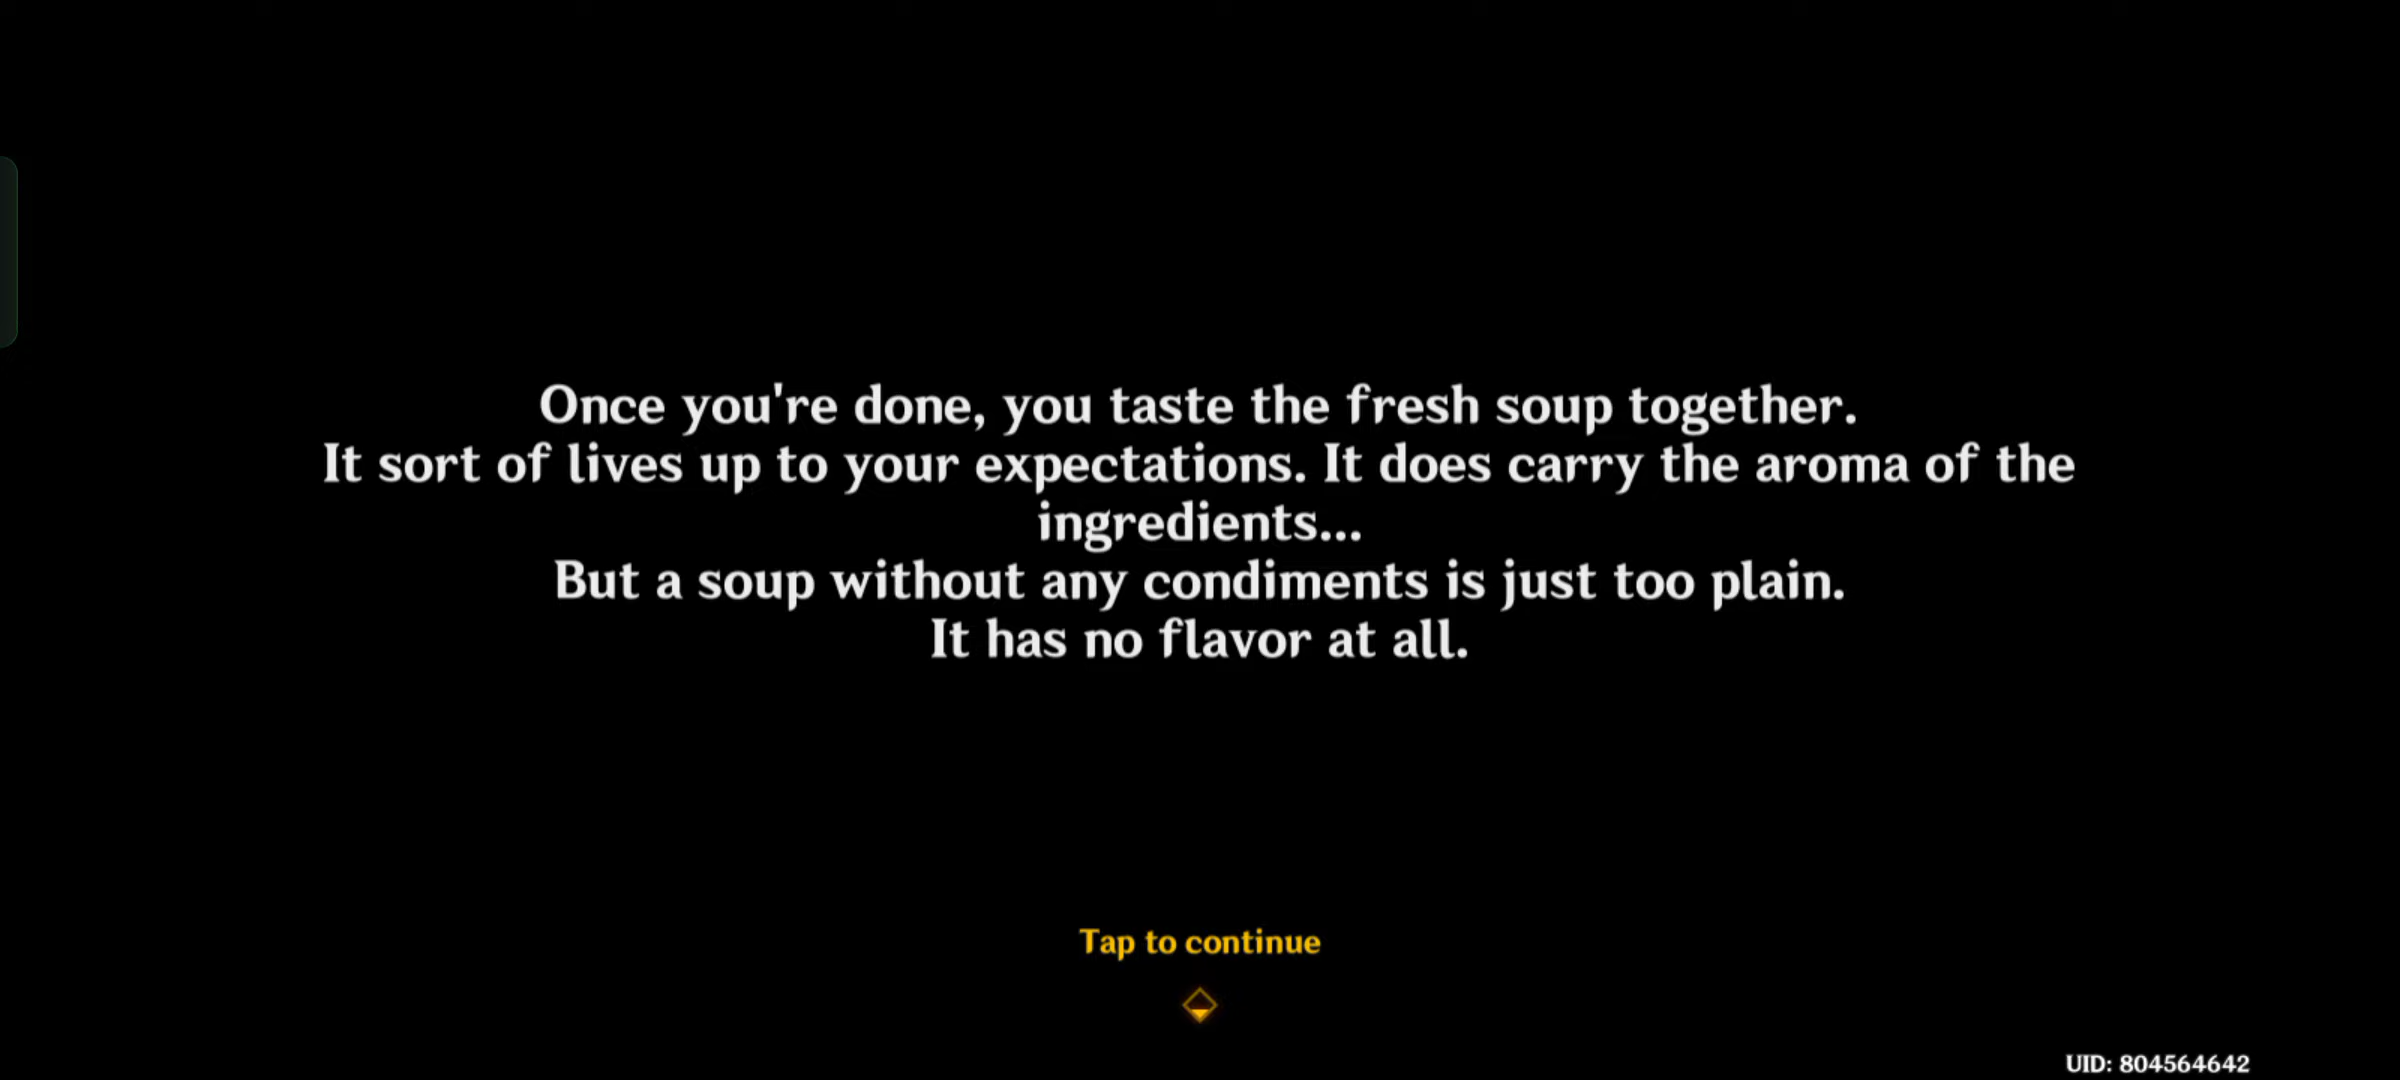 Once you're done, you taste the fresh soup together.
It sort of lives up to your expectations. It does carry the aroma of the
ingredients...
But a soup without any condiments is just too plain.
It has no flavor at all.
Tap to continue
UID: 804564642